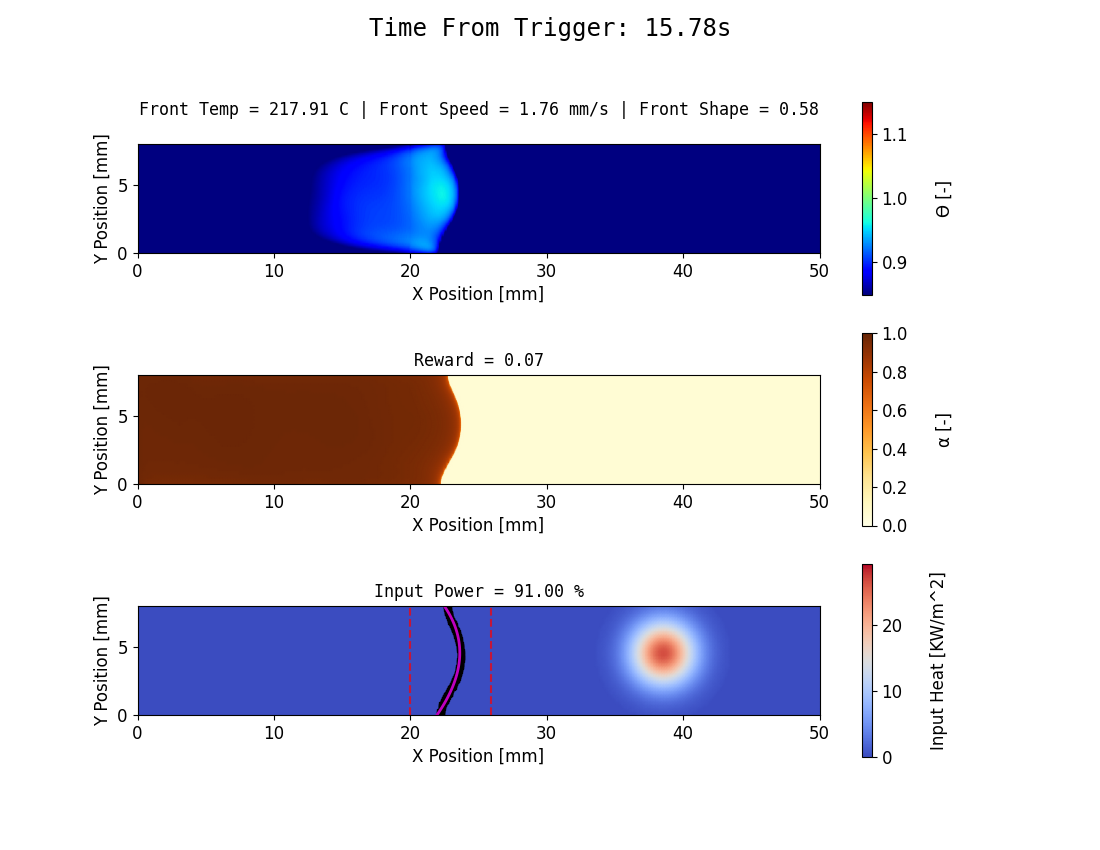 Time From Trigger: 15.78s
Front Temp = 217.91 C | Front Speed = 1.76 mm/s | Front Shape = 0.58
Y Position [mm]
5
0
0 10 20 30 40 50
X Position [mm]
1.1
1.0
0.9
Θ [-]
Reward = 0.07
Y Position [mm]
5
0
0 10 20 30 40 50
X Position [mm]
1.0
0.8
0.6
0.4
0.2
0.0
α [-]
Input Power = 91.00 %
Y Position [mm]
5
0
0 10 20 30 40 50
X Position [mm]
20
10
0
Input Heat [KW/m^2]